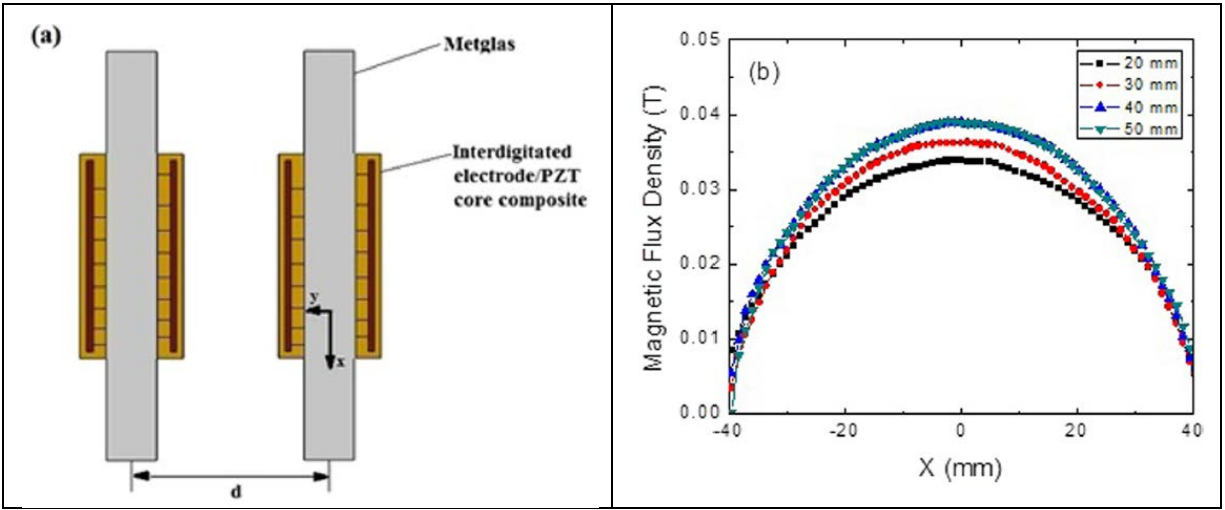 (a)
Metglas
Interdigitated
electrode/PZT
core composite
y
x
d
(b)
20 mm
30 mm
40 mm
50 mm
Magnetic Flux Density (T)
0.05
0.04
0.03
0.02
0.01
0.00
-40 -20 0 20 40
X (mm)